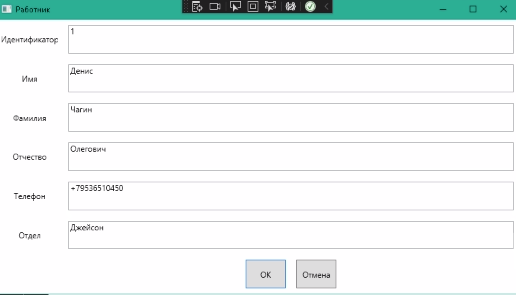 Работник
Идентификатор
1
Имя
Денис
Фамилия
Чагин
Отчество
Олегович
Телефон
+79536510450
Отдел
Джейсон
OK
Отмена